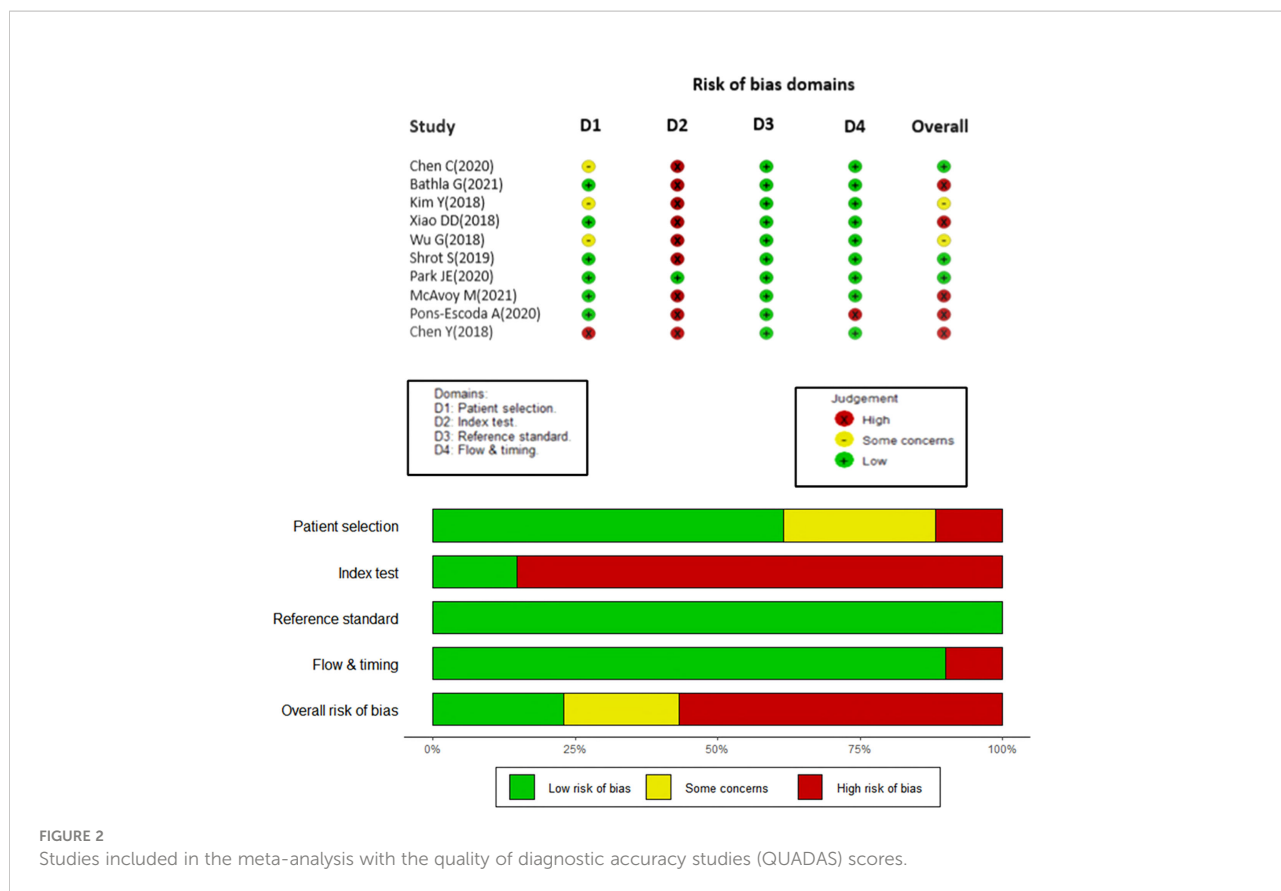 Risk of bias domains
Study D1 D2 D3 D4 Overall
Chen C(2020) - x + + +
Bathla G(2021) + x + + x
Kim Y(2018) - x + + -
Xiao DD(2018) + x + + x
Wu G(2018) - x + + -
Shrot S(2019) + x + + +
Park JE(2020) + + + + +
McAvoy M(2021) + x + + x
Pons-Escoda A(2020) + x + x x
Chen Y(2018) x x + + x
Domains:
D1: Patient selection.
D2: Index test.
D3: Reference standard.
D4: Flow & timing.
Judgement
x High
- Some concerns
+ Low
Patient selection
Index test
Reference standard
Flow & timing
Overall risk of bias
0% 25% 50% 75% 100%
Low risk of bias Some concerns High risk of bias
FIGURE 2
Studies included in the meta-analysis with the quality of diagnostic accuracy studies (QUADAS) scores.